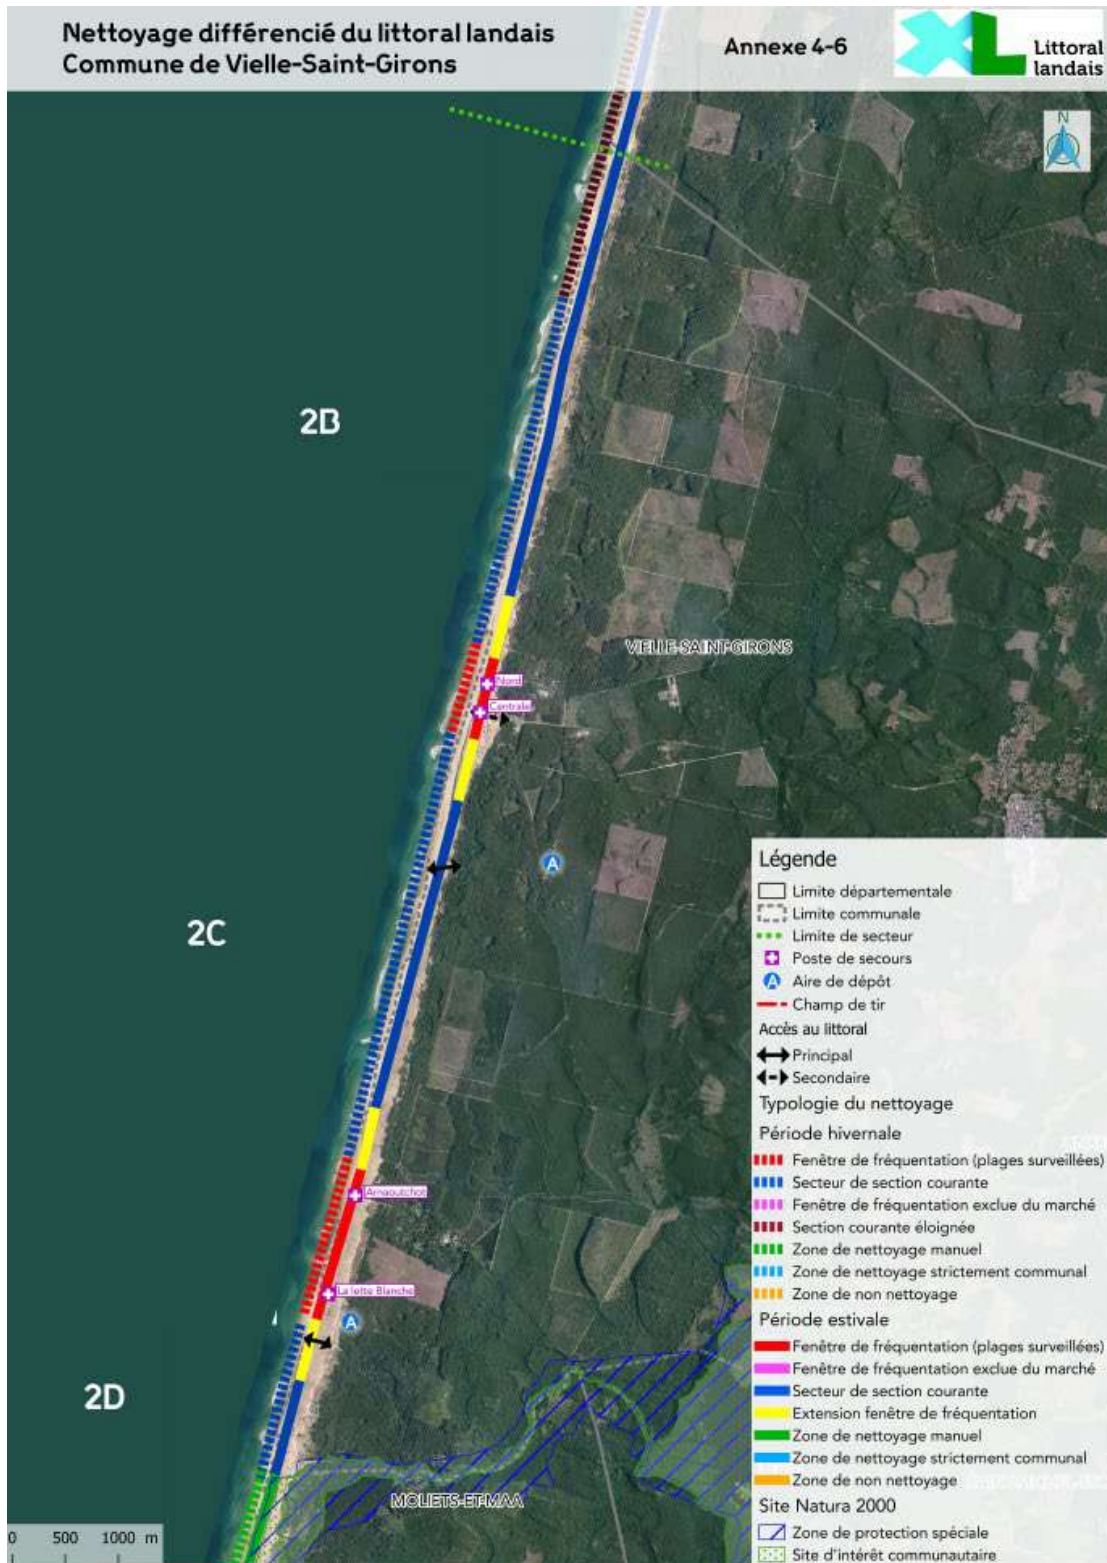 Nettoyage différencié du littoral landais
Commune de Vielle-Saint-Girons
Annexe 4-6
XL Littoral
landais
N
2B
VIELLE-SAINT-GIRONS
Nord
Centrale
A
2C
Arnaoutchot
La lette Blanche
A
2D
MOLIETS-ET-MAA
0 500 1000 m
Légende
Limite départementale
Limite communale
Limite de secteur
Poste de secours
A Aire de dépôt
Champ de tir
Accès au littoral
Principal
Secondaire
Typologie du nettoyage
Période hivernale
Fenêtre de fréquentation (plages surveillées)
Secteur de section courante
Fenêtre de fréquentation exclue du marché
Section courante éloignée
Zone de nettoyage manuel
Zone de nettoyage strictement communal
Zone de non nettoyage
Période estivale
Fenêtre de fréquentation (plages surveillées)
Fenêtre de fréquentation exclue du marché
Secteur de section courante
Extension fenêtre de fréquentation
Zone de nettoyage manuel
Zone de nettoyage strictement communal
Zone de non nettoyage
Site Natura 2000
Zone de protection spéciale
Site d'intérêt communautaire